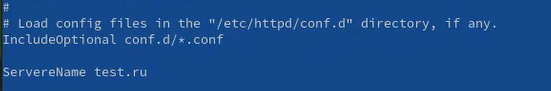 #
# Load config files in the "/etc/httpd/conf.d" directory, if any.
IncludeOptional conf.d/*.conf
ServereName test.ru